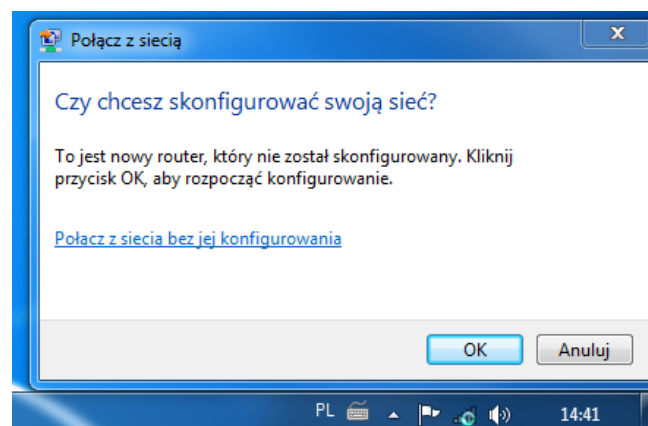 Połącz z siecią
Czy chcesz skonfigurować swoją sieć?
To jest nowy router, który nie został skonfigurowany. Kliknij
przycisk OK, aby rozpocząć konfigurowanie.
Połącz z siecią bez jej konfigurowania
OK Anuluj
PL 14:41